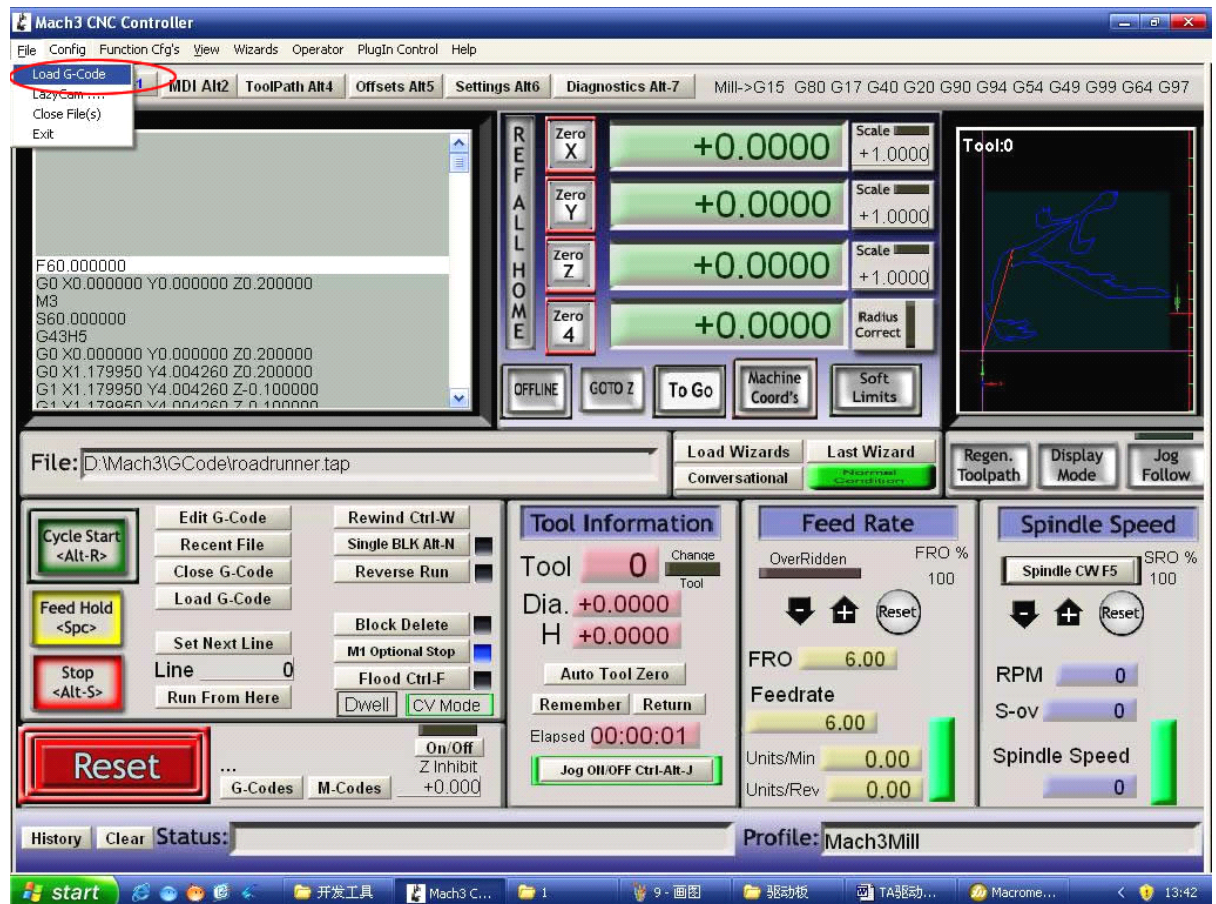 Mach3 CNC Controller
File Config Function Cfg's View Wizards Operator PlugIn Control Help
Load G-Code
LazyCam ....
Close File(s)
Exit
1 MDI Alt2 ToolPath Alt4 Offsets Alt5 Settings Alt6 Diagnostics Alt-7 Mill->G15 G80 G17 G40 G20 G90 G94 G54 G49 G99 G64 G97
F60.000000
G0 X0.000000 Y0.000000 Z0.200000
M3
S60.000000
G43H5
G0 X0.000000 Y0.000000 Z0.200000
G0 X1.179950 Y4.004260 Z0.200000
G1 X1.179950 Y4.004260 Z-0.100000
G1 X1.179950 Y4.004260 Z-0.100000
REF ALL HOME
Zero X +0.0000 Scale +1.0000
Zero Y +0.0000 Scale +1.0000
Zero Z +0.0000 Scale +1.0000
Zero 4 +0.0000 Radius Correct
OFFLINE GOTO Z To Go Machine Coord's Soft Limits
Tool:0
File: D:\Mach3\GCode\roadrunner.tap
Load Wizards Last Wizard
Conversational Normal Condition
Regen. Toolpath Display Mode Jog Follow
Cycle Start <Alt-R>
Feed Hold <Spc>
Stop <Alt-S>
Edit G-Code
Recent File
Close G-Code
Load G-Code
Set Next Line
Line 0
Run From Here
Rewind Ctrl-W
Single BLK Alt-N
Reverse Run
Block Delete
M1 Optional Stop
Flood Ctrl-F
Dwell CV Mode
Reset
...
G-Codes M-Codes
On/Off
Z Inhibit
+0.000
Tool Information
Tool 0 Change Tool
Dia. +0.0000
H +0.0000
Auto Tool Zero
Remember Return
Elapsed 00:00:01
Jog ON/OFF Ctrl-Alt-J
Feed Rate
OverRidden FRO %
100
Reset
FRO 6.00
Feedrate
6.00
Units/Min 0.00
Units/Rev 0.00
Spindle Speed
Spindle CW F5 SRO %
100
Reset
RPM 0
S-ov 0
Spindle Speed
0
History Clear Status: Profile: Mach3Mill
start 开发工具 Mach3 C... 1 9 - 画图 驱动板 TA驱动... Macrome... 13:42